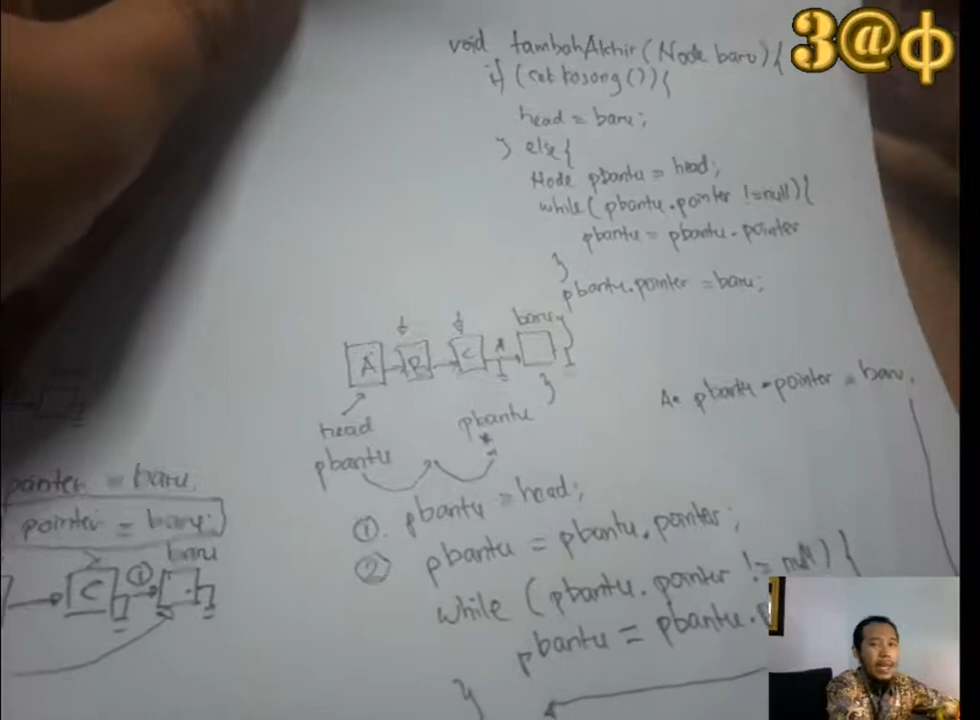 3@ф
void tambahAkhir(Node baru){
if (cek kosong()){
head = baru;
} else{
Node pbantu = head;
while (pbantu.pointer != null){
pbantu = pbantu.pointer
}
pbantu.pointer = baru;
baru
A B C
}
head
pbantu
pbantu
A. pbantu.pointer = baru.
pointer = baru
pointer = baru;
baru
C 1
1. pbantu = head;
2 pbantu = pbantu.pointer;
while (pbantu.pointer != null) {
pbantu = pbantu.
}